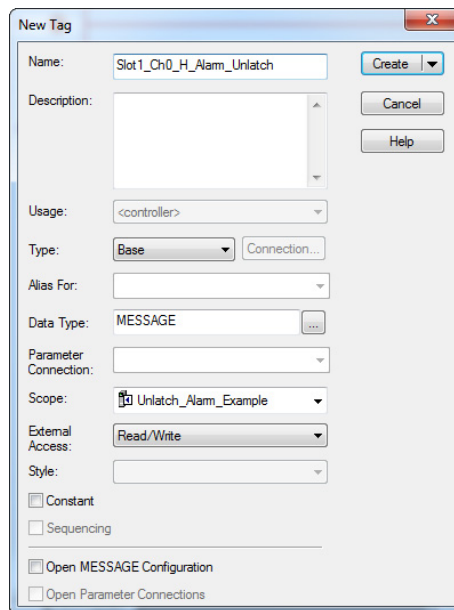 New Tag
Name: Slot1_Ch0_H_Alarm_Unlatch
Create
Description:
Cancel
Help
Usage: <controller>
Type: Base Connection...
Alias For:
Data Type: MESSAGE ...
Parameter
Connection:
Scope: Unlatch_Alarm_Example
External
Access: Read/Write
Style:
Constant
Sequencing
Open MESSAGE Configuration
Open Parameter Connections